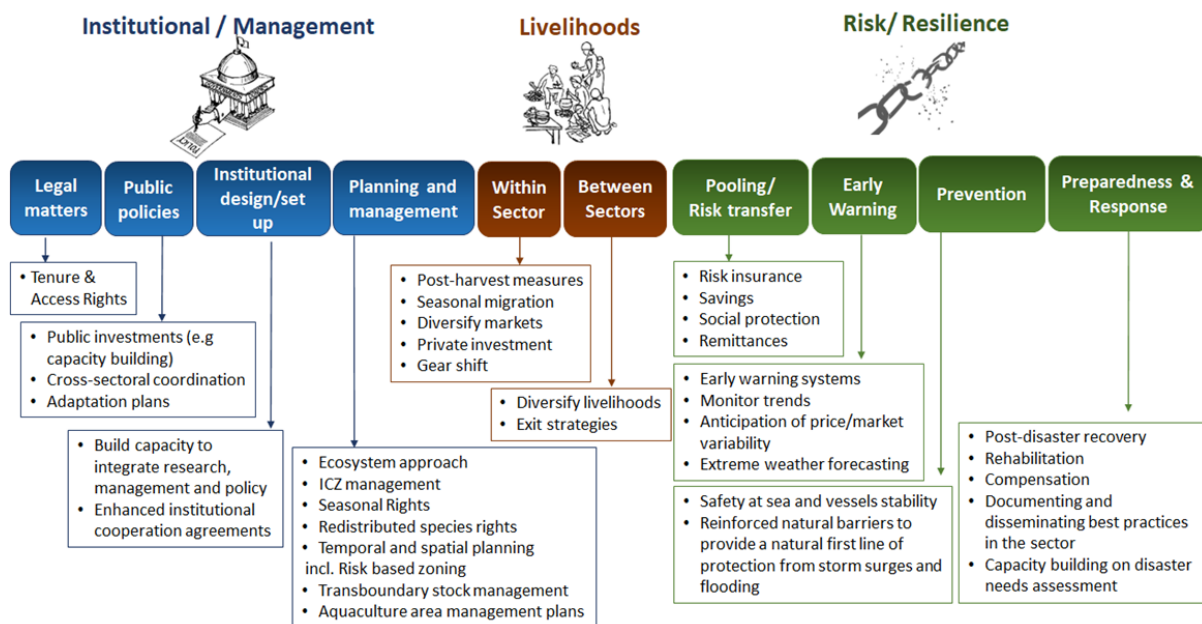 Institutional / Management
Livelihoods
Risk/ Resilience
POLICY
Legal
matters
Public
policies
Institutional
design/set
up
Planning and
management
Within
Sector
Between
Sectors
Pooling/
Risk transfer
Early
Warning
Prevention
Preparedness &
Response
• Tenure &
Access Rights
• Public investments (e.g
capacity building)
• Cross-sectoral coordination
• Adaptation plans
• Build capacity to
integrate research,
management and policy
• Enhanced institutional
cooperation agreements
• Ecosystem approach
• ICZ management
• Seasonal Rights
• Redistributed species rights
• Temporal and spatial planning
incl. Risk based zoning
• Transboundary stock management
• Aquaculture area management plans
• Post-harvest measures
• Seasonal migration
• Diversify markets
• Private investment
• Gear shift
• Diversify livelihoods
• Exit strategies
• Risk insurance
• Savings
• Social protection
• Remittances
• Early warning systems
• Monitor trends
• Anticipation of price/market
variability
• Extreme weather forecasting
• Safety at sea and vessels stability
• Reinforced natural barriers to
provide a natural first line of
protection from storm surges and
flooding
• Post-disaster recovery
• Rehabilitation
• Compensation
• Documenting and
disseminating best practices
in the sector
• Capacity building on disaster
needs assessment